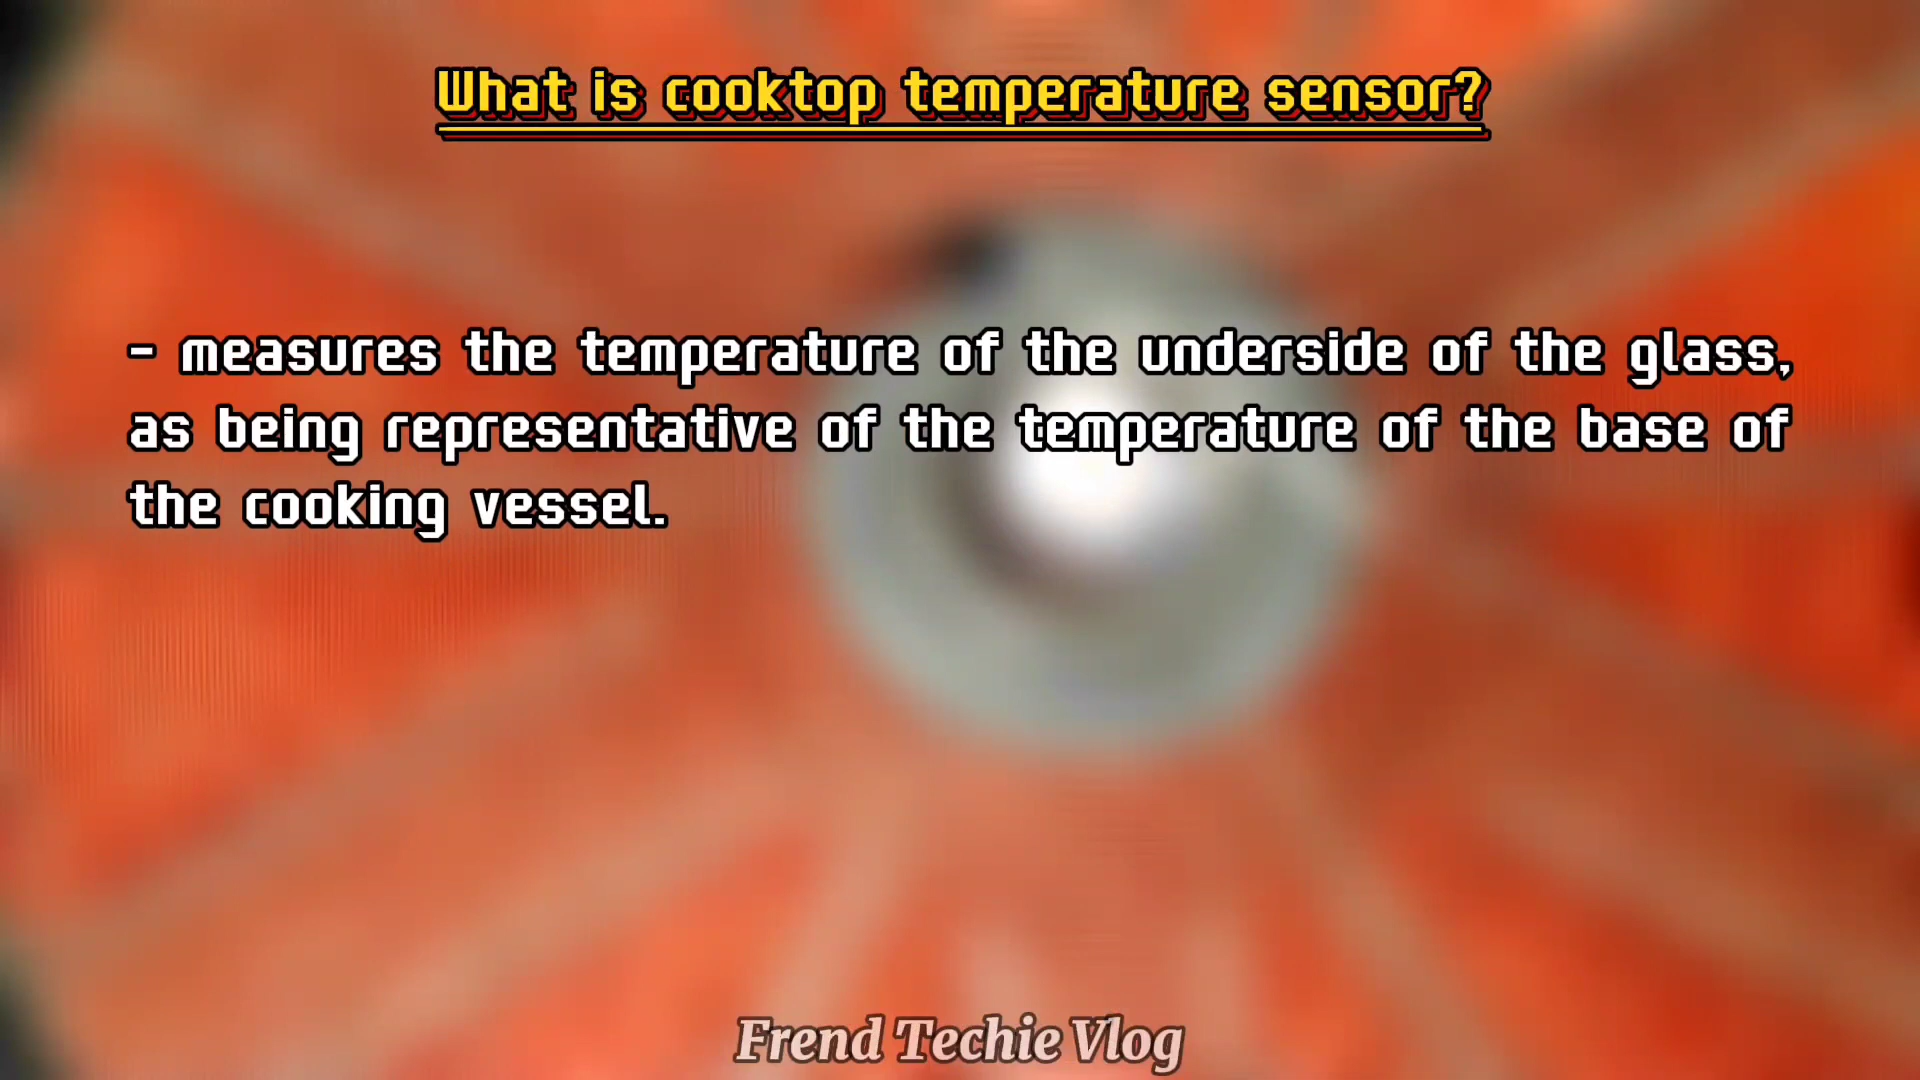 What is cooktop temperature sensor?
- measures the temperature of the underside of the glass,
as being representative of the temperature of the base of
the cooking vessel.
Frend Techie Vlog